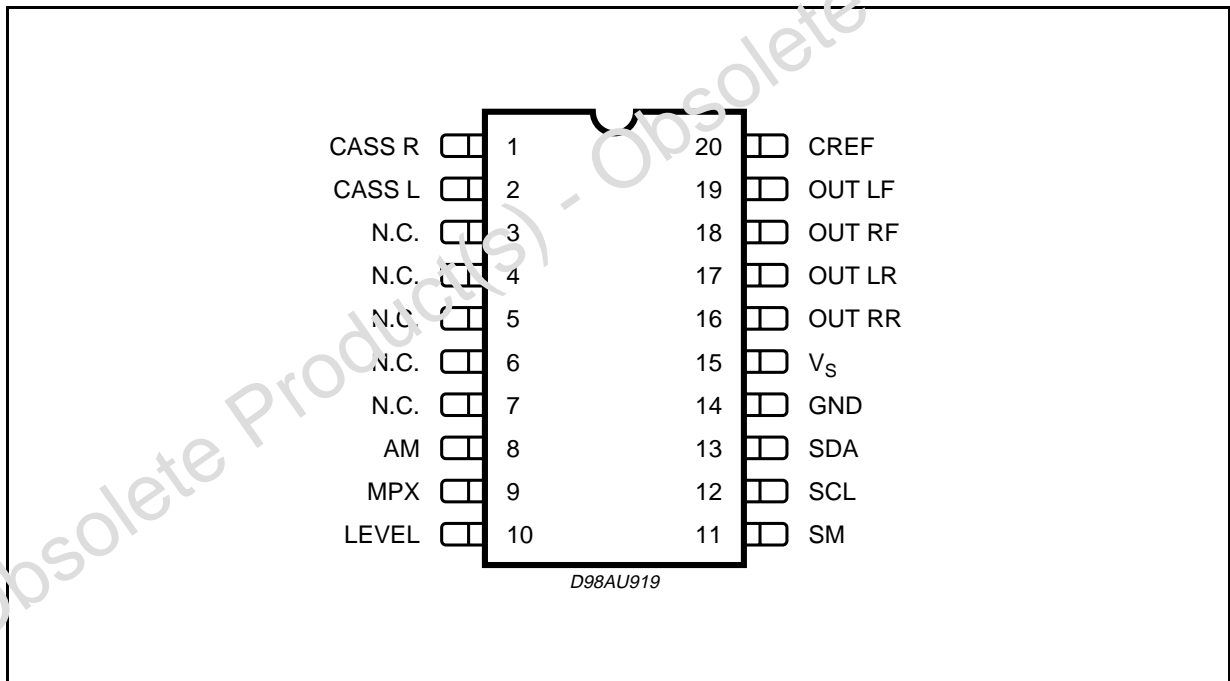 CASS R 1 20 CREF
CASS L 2 19 OUT LF
N.C. 3 18 OUT RF
N.C. 4 17 OUT LR
N.C. 5 16 OUT RR
N.C. 6 15 VS
N.C. 7 14 GND
AM 8 13 SDA
MPX 9 12 SCL
LEVEL 10 11 SM
D98AU919
Obsolete Product(s) - Obsolete